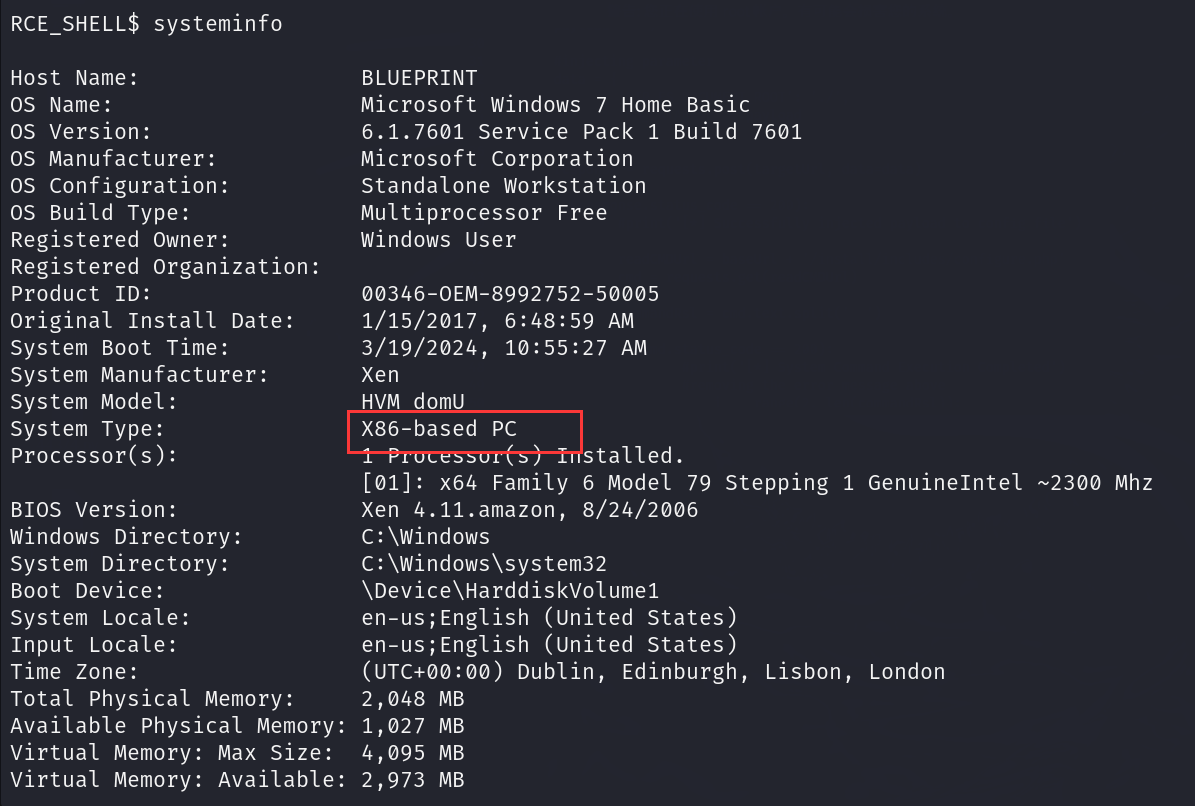 RCE_SHELL$ systeminfo
Host Name: BLUEPRINT
OS Name: Microsoft Windows 7 Home Basic
OS Version: 6.1.7601 Service Pack 1 Build 7601
OS Manufacturer: Microsoft Corporation
OS Configuration: Standalone Workstation
OS Build Type: Multiprocessor Free
Registered Owner: Windows User
Registered Organization:
Product ID: 00346-OEM-8992752-50005
Original Install Date: 1/15/2017, 6:48:59 AM
System Boot Time: 3/19/2024, 10:55:27 AM
System Manufacturer: Xen
System Model: HVM domU
System Type: X86-based PC
Processor(s): 1 Processor(s) Installed.
[01]: x64 Family 6 Model 79 Stepping 1 GenuineIntel ~2300 Mhz
BIOS Version: Xen 4.11.amazon, 8/24/2006
Windows Directory: C:\Windows
System Directory: C:\Windows\system32
Boot Device: \Device\HarddiskVolume1
System Locale: en-us;English (United States)
Input Locale: en-us;English (United States)
Time Zone: (UTC+00:00) Dublin, Edinburgh, Lisbon, London
Total Physical Memory: 2,048 MB
Available Physical Memory: 1,027 MB
Virtual Memory: Max Size: 4,095 MB
Virtual Memory: Available: 2,973 MB